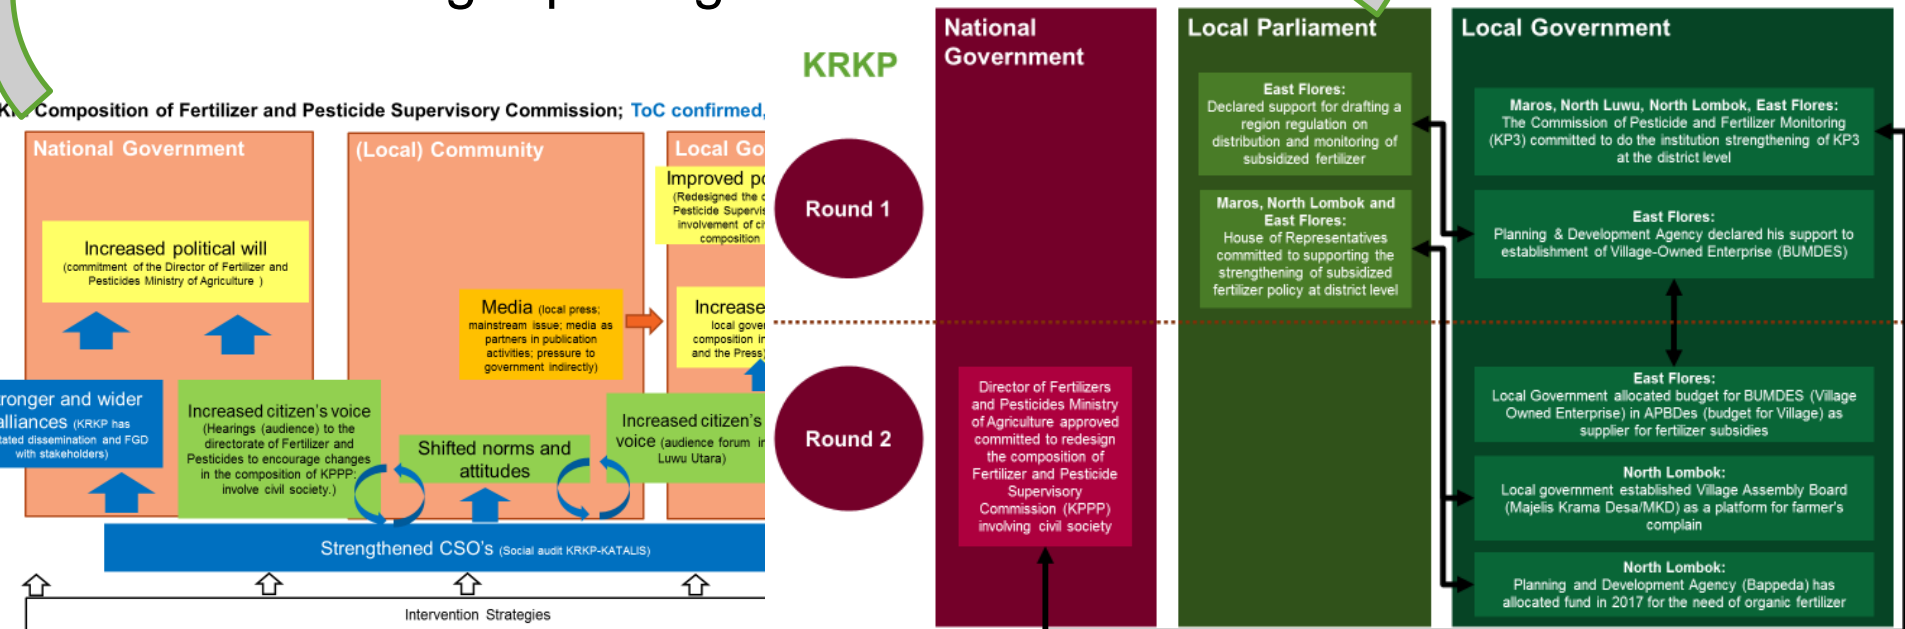 KRKP
Composition of Fertilizer and Pesticide Supervisory Commission; ToC confirmed,
National Government
Increased political will
(commitment of the Director of Fertilizer and
Pesticides Ministry of Agriculture )
alliances (KRKP has
dissemination and FGD
with stakeholders)
and wider
Increased citizen's voice
(Hearings (audience) to the
directorate of Fertilizer and
Pesticides to encourage changes
in the composition of KPPP;
involve civil society.)
(Local) Community
Media (local press;
mainstream issue; media as
partners in publication
activities; pressure to
government indirectly)
Shifted norms and
attitudes
Local Go
Improved po
(Redesigned the c
Pesticide Supervis
involvement of ci
composition
Increase
local gover
composition in
and the Press)
Increased citizen's
voice (audience forum in
Luwu Utara)
Strengthened CSO's (Social audit KRKP-KATALIS)
Intervention Strategies
Round 1
Round 2
National
Government
Director of Fertilizers
and Pesticides Ministry
of Agriculture approved
committed to redesign
the composition of
Fertilizer and Pesticide
Supervisory
Commission (KPPP)
involving civil society
Local Parliament
East Flores:
Declared support for drafting a
region regulation on
distribution and monitoring of
subsidized fertilizer
Maros, North Lombok and
East Flores:
House of Representatives
committed to supporting the
strengthening of subsidized
fertilizer policy at district level
Local Government
Maros, North Luwu, North Lombok, East Flores:
The Commission of Pesticide and Fertilizer Monitoring
(KP3) committed to do the institution strengthening of KP3
at the district level
East Flores:
Planning & Development Agency declared his support to
establishment of Village-Owned Enterprise (BUMDES)
East Flores:
Local Government allocated budget for BUMDES (Village
Owned Enterprise) in APBDes (budget for Village) as
supplier for fertilizer subsidies
North Lombok:
Local government established Village Assembly Board
(Majelis Krama Desa/MKD) as a platform for farmer's
complain
North Lombok:
Planning and Development Agency (Bappeda) has
allocated fund in 2017 for the need of organic fertilizer